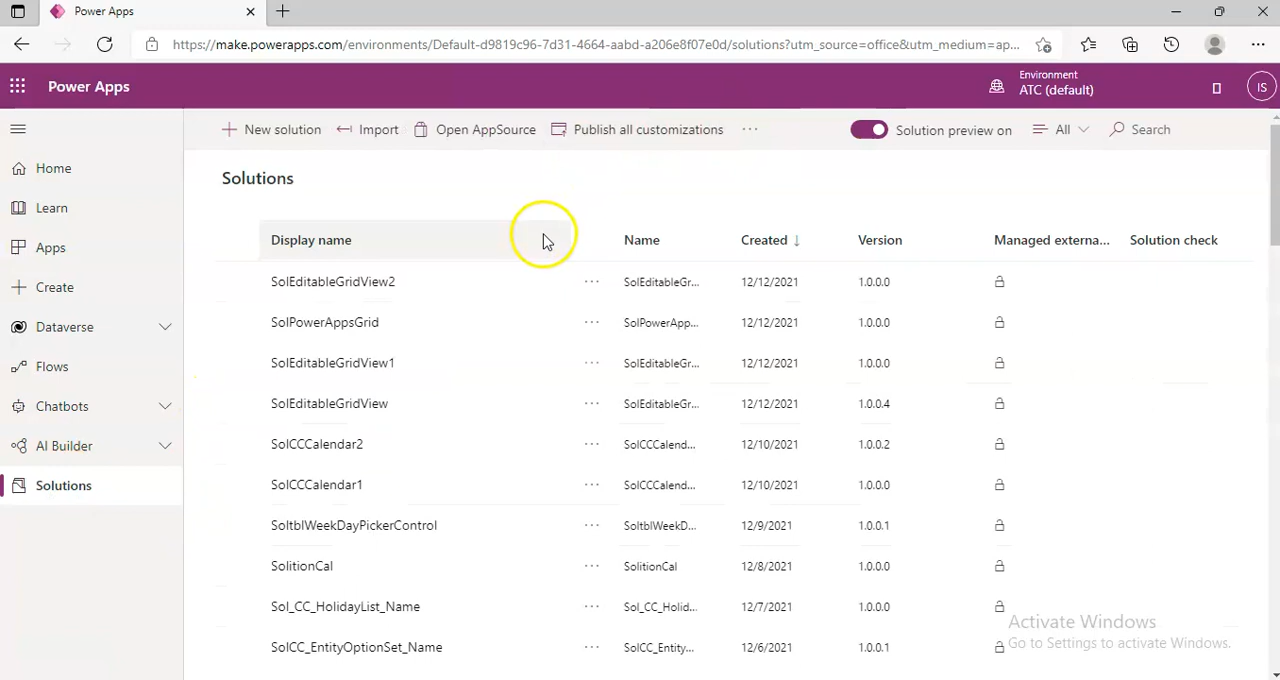 Power Apps
https://make.powerapps.com/environments/Default-d9819c96-7d31-4664-aabd-a206e8f07e0d/solutions?utm_source=office&utm_medium=ap...
Power Apps
Environment
ATC (default)
IS
New solution
Import
Open AppSource
Publish all customizations
Solution preview on
All
Search
Home
Learn
Apps
Create
Dataverse
Flows
Chatbots
AI Builder
Solutions
Solutions
Display name Name Created Version Managed externa... Solution check
SolEditableGridView2 SolEditableGr... 12/12/2021 1.0.0.0
SolPowerAppsGrid SolPowerApp... 12/12/2021 1.0.0.0
SolEditableGridView1 SolEditableGr... 12/12/2021 1.0.0.0
SolEditableGridView SolEditableGr... 12/12/2021 1.0.0.4
SolCCCalendar2 SolCCCalend... 12/10/2021 1.0.0.2
SolCCCalendar1 SolCCCalend... 12/10/2021 1.0.0.0
SoltblWeekDayPickerControl SoltblWeekD... 12/9/2021 1.0.0.1
SolitionCal SolitionCal 12/8/2021 1.0.0.0
Sol_CC_HolidayList_Name Sol_CC_Holid... 12/7/2021 1.0.0.0
SolCC_EntityOptionSet_Name SolCC_Entity... 12/6/2021 1.0.0.1
Activate Windows
Go to Settings to activate Windows.